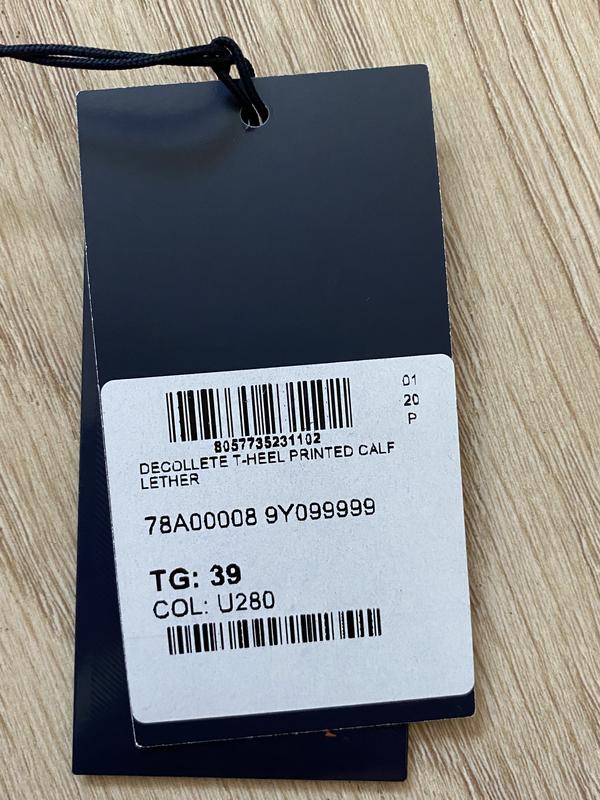 01
20
P
8057735231102
DECOLLETE T-HEEL PRINTED CALF
LETHER
78A00008 9Y099999
TG: 39
COL: U280